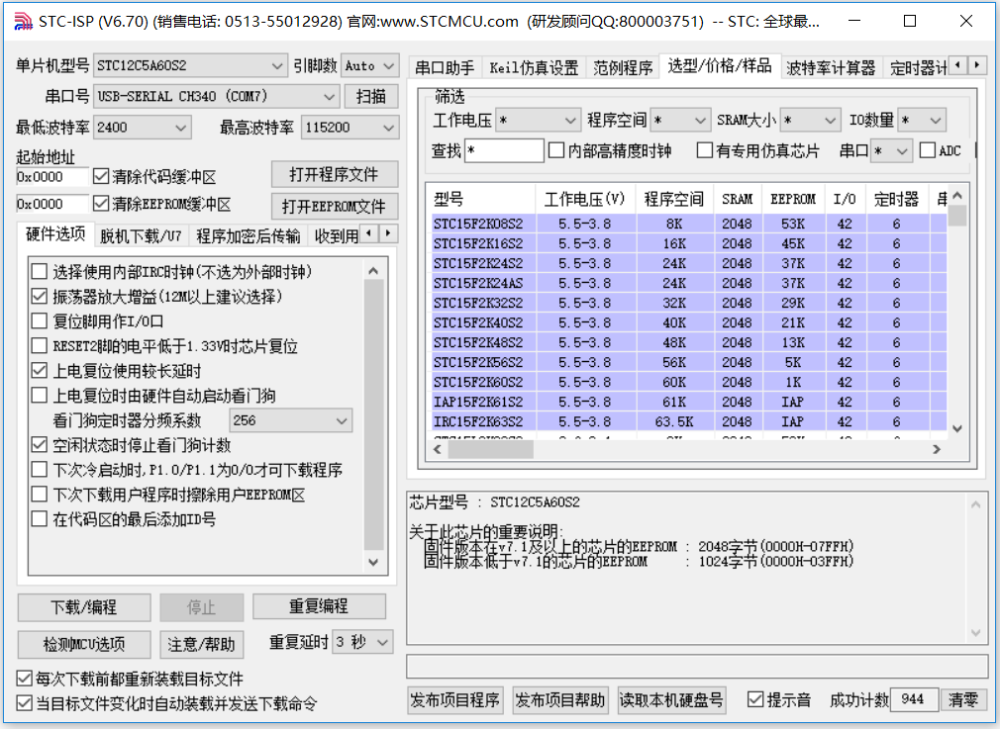 STC-ISP (V6.70) (销售电话: 0513-55012928) 官网:www.STCMCU.com (研发顾问QQ:800003751) -- STC: 全球最...
单片机型号 STC12C5A60S2 引脚数 Auto
串口号 USB-SERIAL CH340 (COM7) 扫描
最低波特率 2400 最高波特率 115200
起始地址
0x0000 清除代码缓冲区 打开程序文件
0x0000 清除EEPROM缓冲区 打开EEPROM文件
硬件选项 脱机下载/U7 程序加密后传输 收到用
选择使用内部IRC时钟(不选为外部时钟)
振荡器放大增益(12M以上建议选择)
复位脚用作I/O口
RESET2脚的电平低于1.33V时芯片复位
上电复位使用较长延时
上电复位时由硬件自动启动看门狗
看门狗定时器分频系数 256
空闲状态时停止看门狗计数
下次冷启动时,P1.0/P1.1为0/0才可下载程序
下次下载用户程序时擦除用户EEPROM区
在代码区的最后添加ID号
下载/编程 停止 重复编程
检测MCU选项 注意/帮助 重复延时 3 秒
每次下载前都重新装载目标文件
当目标文件变化时自动装载并发送下载命令
串口助手 Keil仿真设置 范例程序 选型/价格/样品 波特率计算器 定时器计
筛选
工作电压 * 程序空间 * SRAM大小 * IO数量 *
查找 * 内部高精度时钟 有专用仿真芯片 串口 * ADC
型号 工作电压(V) 程序空间 SRAM EEPROM I/O 定时器 串
STC15F2K08S2 5.5-3.8 8K 2048 53K 42 6
STC15F2K16S2 5.5-3.8 16K 2048 45K 42 6
STC15F2K24S2 5.5-3.8 24K 2048 37K 42 6
STC15F2K24AS 5.5-3.8 24K 2048 37K 42 6
STC15F2K32S2 5.5-3.8 32K 2048 29K 42 6
STC15F2K40S2 5.5-3.8 40K 2048 21K 42 6
STC15F2K48S2 5.5-3.8 48K 2048 13K 42 6
STC15F2K56S2 5.5-3.8 56K 2048 5K 42 6
STC15F2K60S2 5.5-3.8 60K 2048 1K 42 6
IAP15F2K61S2 5.5-3.8 61K 2048 IAP 42 6
IRC15F2K63S2 5.5-3.8 63.5K 2048 IAP 42 6
芯片型号 : STC12C5A60S2
关于此芯片的重要说明:
固件版本在v7.1及以上的芯片的EEPROM : 2048字节(0000H-07FFH)
固件版本低于v7.1的芯片的EEPROM : 1024字节(0000H-03FFH)
发布项目程序 发布项目帮助 读取本机硬盘号 提示音 成功计数 944 清零